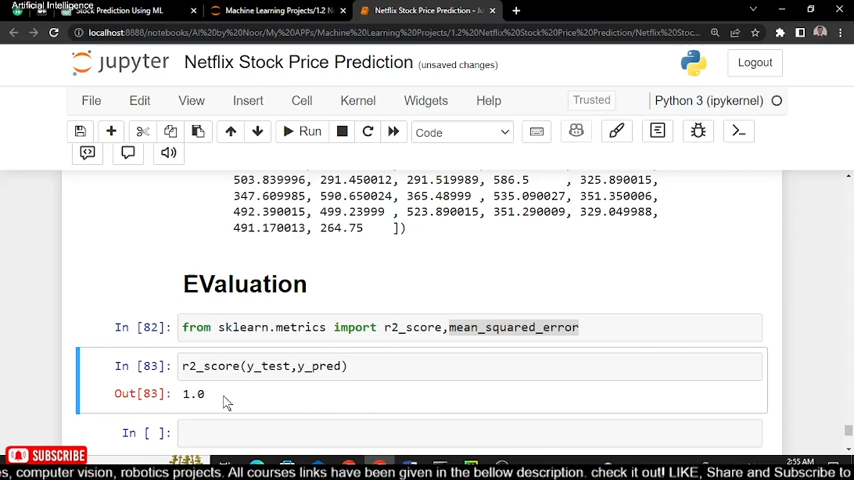 Artificial Intelligence
Stock Prediction Using ML
Machine Learning Projects/1.2 N
Netflix Stock Price Prediction - Ju
localhost:8888/notebooks/AI%20by%20Noor/My%20APPs/Machine%20Learning%20Projects/1.2%20Netflix%20Stock%20Price%20Prediction/Netflix%20Stoc...
jupyter Netflix Stock Price Prediction (unsaved changes)
Logout
File Edit View Insert Cell Kernel Widgets Help
Trusted
Python 3 (ipykernel)
Run
Code
503.839996, 291.450012, 291.519989, 586.5     , 325.890015,
347.609985, 590.650024, 365.48999 , 535.090027, 351.350006,
492.390015, 499.23999 , 523.890015, 351.290009, 329.049988,
491.170013, 264.75     ])
EValuation
In [82]: from sklearn.metrics import r2_score,mean_squared_error
In [83]: r2_score(y_test,y_pred)
Out[83]: 1.0
In [ ]:
SUBSCRIBE
2:55 AM
s, computer vision, robotics projects. All courses links have been given in the bellow description. check it out! LIKE, Share and Subscribe to